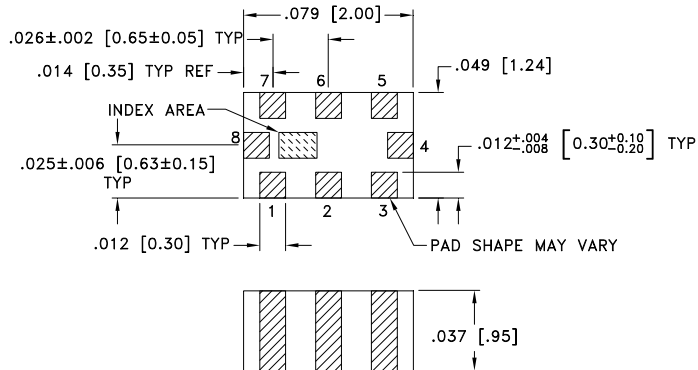 .079 [2.00]
.026±.002 [0.65±0.05] TYP
.014 [0.35] TYP REF
7 6 5
.049 [1.24]
INDEX AREA
8
4
.012+.004-.008 [0.30+0.10-0.20] TYP
.025±.006 [0.63±0.15]
TYP
1 2 3
.012 [0.30] TYP
PAD SHAPE MAY VARY
.037 [.95]